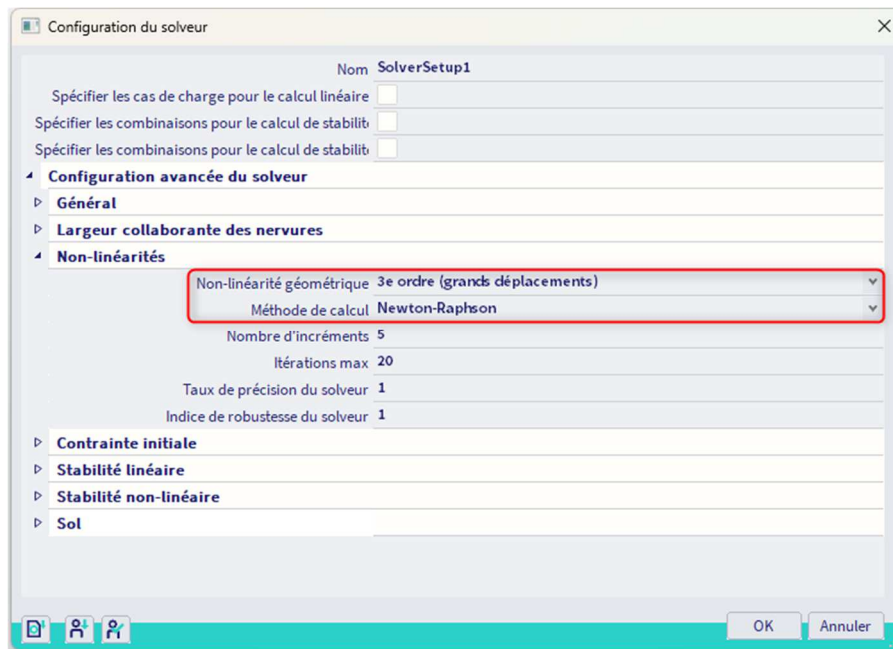 Configuration du solveur
Nom SolverSetup1
Spécifier les cas de charge pour le calcul linéaire
Spécifier les combinaisons pour le calcul de stabilité
Spécifier les combinaisons pour le calcul de stabilité
Configuration avancée du solveur
Général
Largeur collaborante des nervures
Non-linéarités
Non-linéarité géométrique 3e ordre (grands déplacements)
Méthode de calcul Newton-Raphson
Nombre d'incréments 5
Itérations max 20
Taux de précision du solveur 1
Indice de robustesse du solveur 1
Contrainte initiale
Stabilité linéaire
Stabilité non-linéaire
Sol
OK Annuler